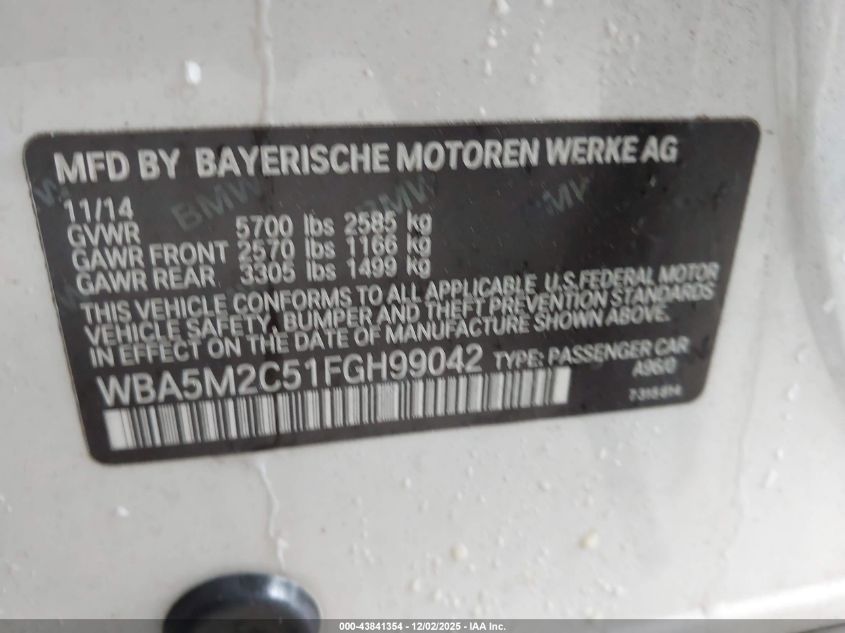 MFD BY BAYERISCHE MOTOREN WERKE AG
11/14
GVWR 5700 lbs 2585 kg
GAWR FRONT 2570 lbs 1166 kg
GAWR REAR 3305 lbs 1499 kg
THIS VEHICLE CONFORMS TO ALL APPLICABLE U.S. FEDERAL MOTOR
VEHICLE SAFETY, BUMPER AND THEFT PREVENTION STANDARDS
IN EFFECT ON THE DATE OF MANUFACTURE SHOWN ABOVE.
WBA5M2C51FGH99042 TYPE: PASSENGER CAR
A96/0
000-43841354 - 12/02/2025 - IAA Inc.